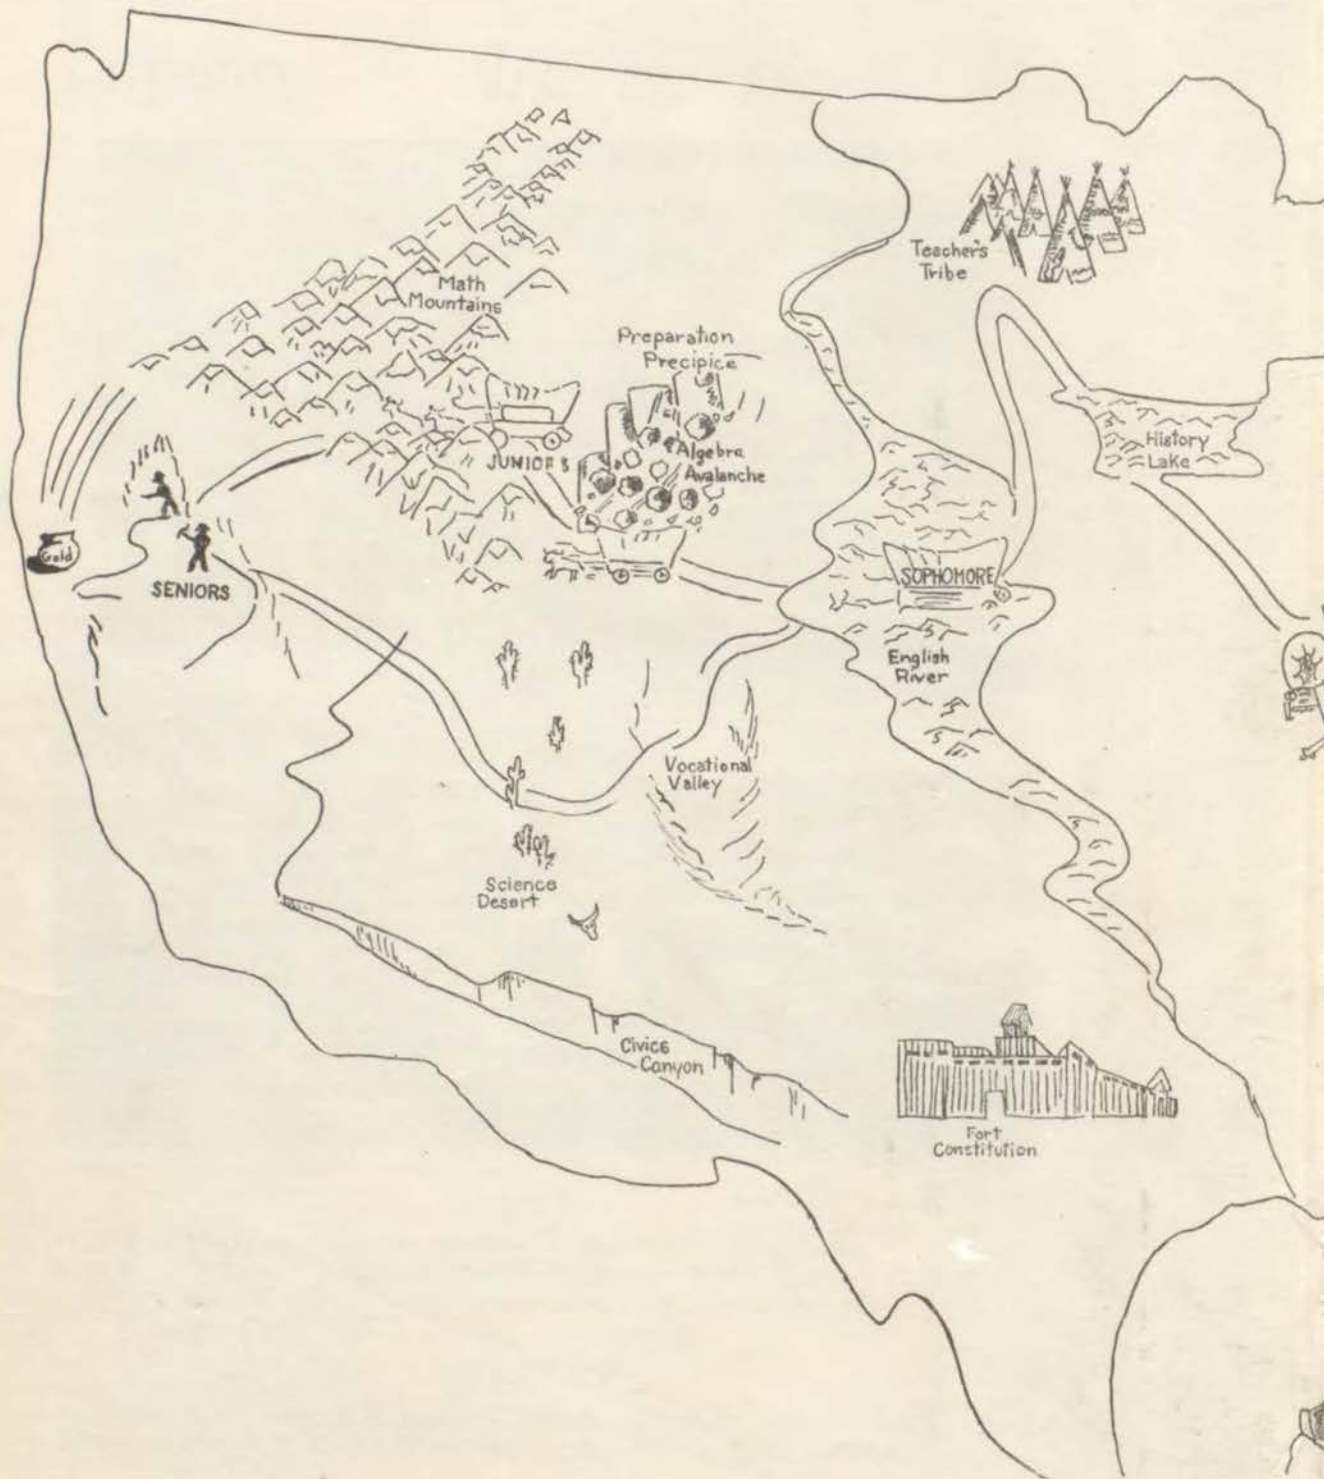 Teacher's
Tribe
Math
Mountains
Preparation
Precipice
History
Lake
Algebra
Avalanche
JUNIORS
Gold
SOPHOMORE
SENIORS
English
River
Vocational
Valley
Science
Desert
Civics
Canyon
Fort
Constitution